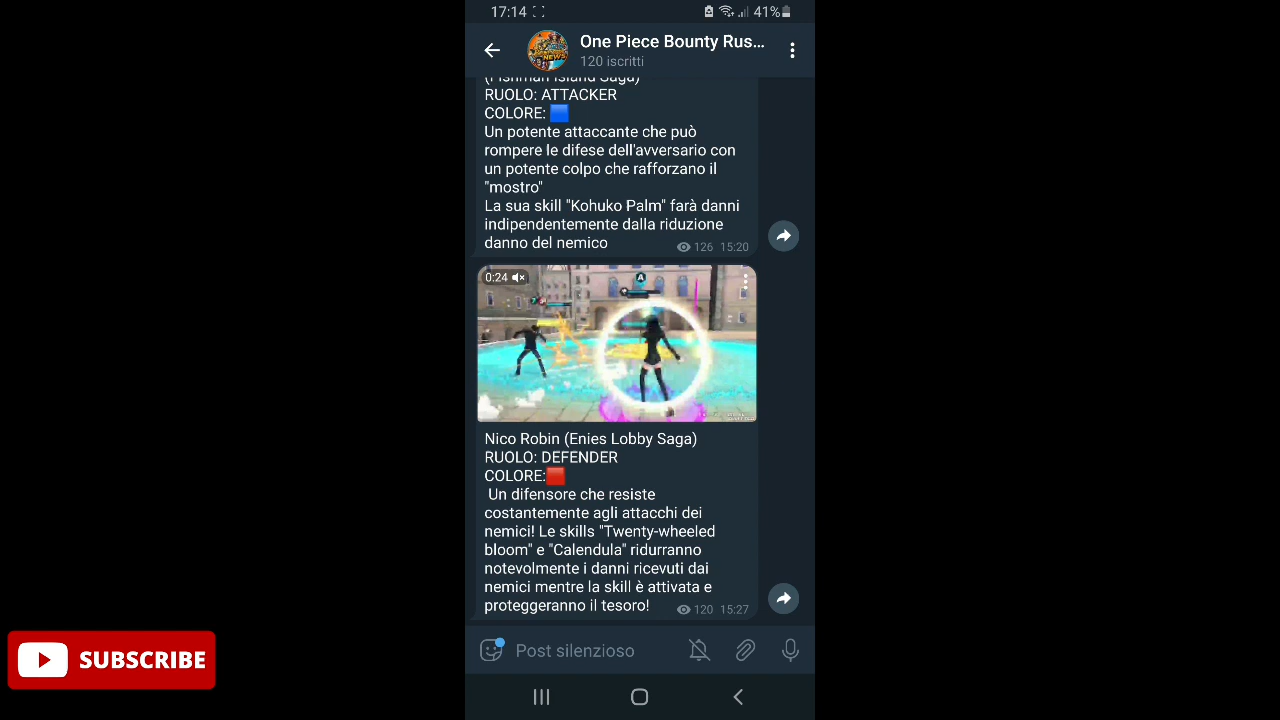 17:14
41%
One Piece Bounty Rus...
120 iscritti
(Fishman Island Saga)
RUOLO: ATTACKER
COLORE:
Un potente attaccante che può
rompere le difese dell'avversario con
un potente colpo che rafforzano il
"mostro"
La sua skill "Kohuko Palm" farà danni
indipendentemente dalla riduzione
danno del nemico
126 15:20
0:24
A
Nico Robin (Enies Lobby Saga)
RUOLO: DEFENDER
COLORE:
Un difensore che resiste
costantemente agli attacchi dei
nemici! Le skills "Twenty-wheeled
bloom" e "Calendula" ridurranno
notevolmente i danni ricevuti dai
nemici mentre la skill è attivata e
proteggeranno il tesoro!
120 15:27
Post silenzioso
SUBSCRIBE